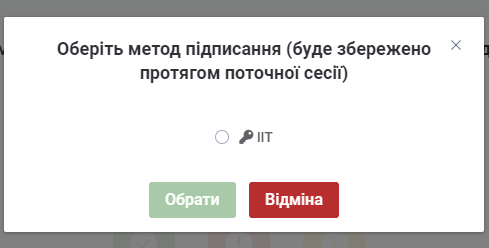 Оберіть метод підписання (буде збережено
протягом поточної сесії)
ІІТ
Обрати
Відміна